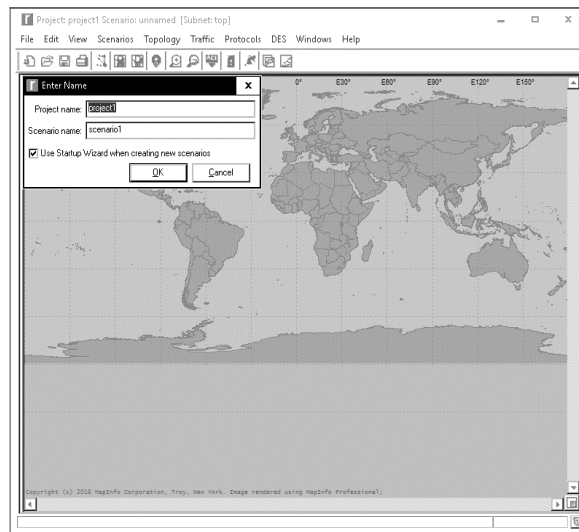 Project: project1 Scenario: unnamed [Subnet: top]
File Edit View Scenarios Topology Traffic Protocols DES Windows Help
Enter Name
Project name: project1
Scenario name: scenario1
Use Startup Wizard when creating new scenarios
OK Cancel
0° E30° E60° E90° E120° E150°
Copyright (c) 2016 MapInfo Corporation, Troy, New York. Image rendered using MapInfo Professional;